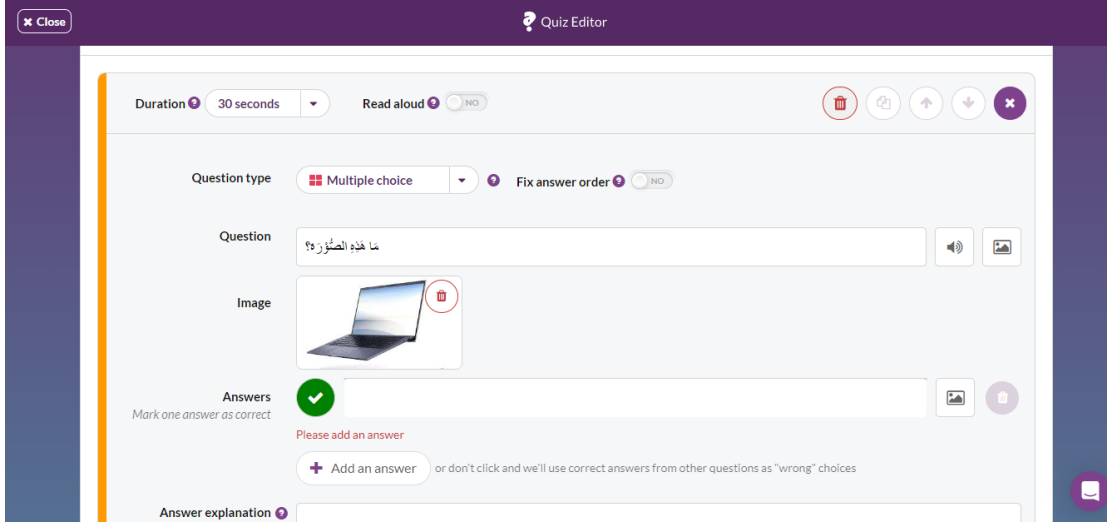 ✖ Close
Quiz Editor
Duration ? 30 seconds Read aloud ? NO
Question type Multiple choice ? Fix answer order ? NO
Question مَا هَذِهِ الصُّوْرَه؟
Image
Answers
Mark one answer as correct
Please add an answer
+ Add an answer or don't click and we'll use correct answers from other questions as "wrong" choices
Answer explanation ?